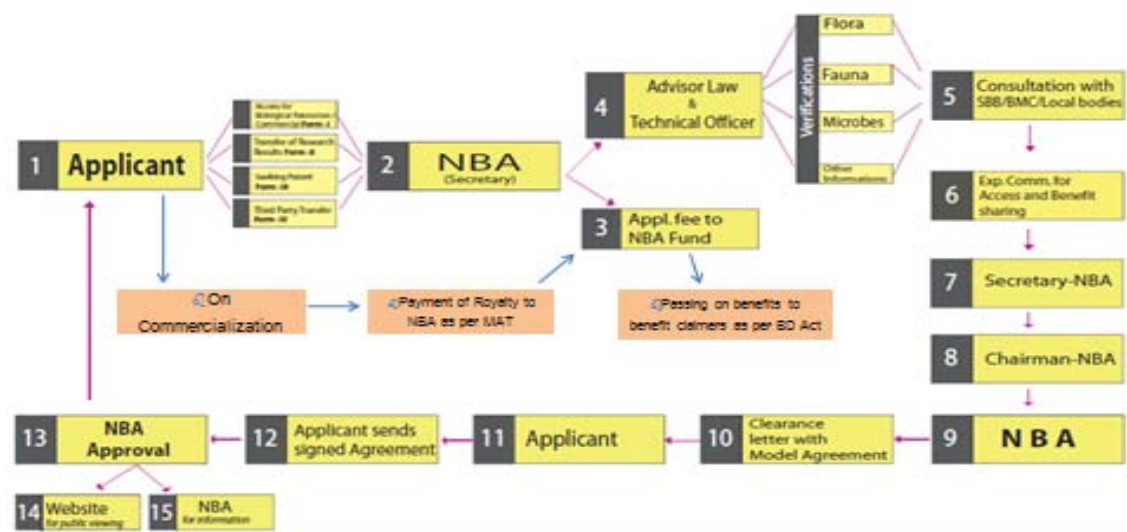 1 Applicant
Access for
Biological Resources
Commercial Form- I
Transfer of Research
Results Form- II
Seeking Patent
Form- III
Third Party Transfer
Form- IV
2 NBA
(Secretary)
3 Appl. fee to
NBA Fund
4 Advisor Law
&
Technical Officer
Verifications
Flora
Fauna
Microbes
Other
Informations
5 Consultation with
SBB/BMC/Local bodies
6 Exp. Comm. for
Access and Benefit
sharing
7 Secretary-NBA
8 Chairman-NBA
9 NBA
10 Clearance
letter with
Model Agreement
11 Applicant
12 Applicant sends
signed Agreement
13 NBA
Approval
14 Website
for public viewing
15 NBA
for information
On
Commercialization
Payment of Royalty to
NBA as per MAT
Passing on benefits to
benefit claimers as per BD Act